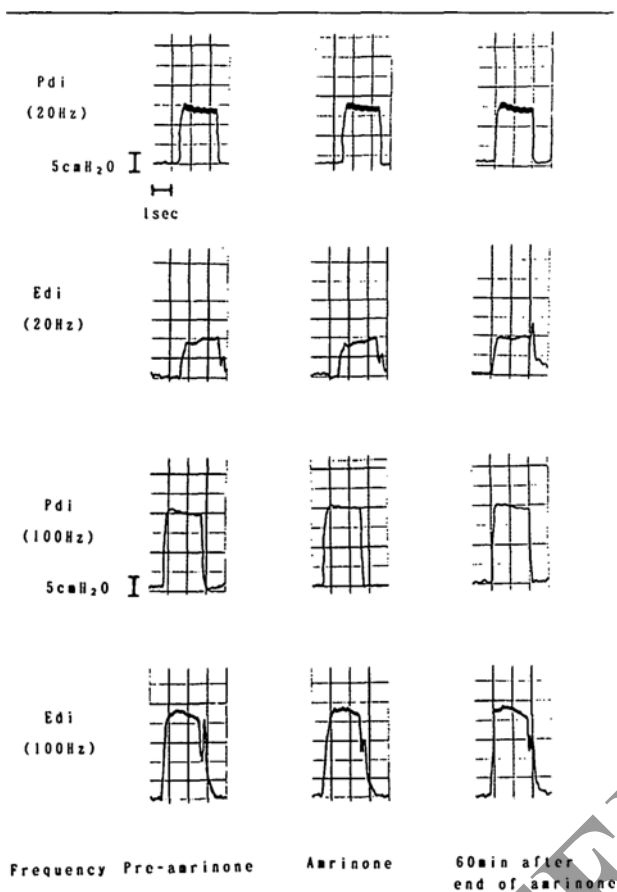 Pdi
(20Hz)
5cmH₂O
1sec
Edi
(20Hz)
Pdi
(100Hz)
5cmH₂O
Edi
(100Hz)
Frequency Pre-amrinone Amrinone 60min after
end of amrinone